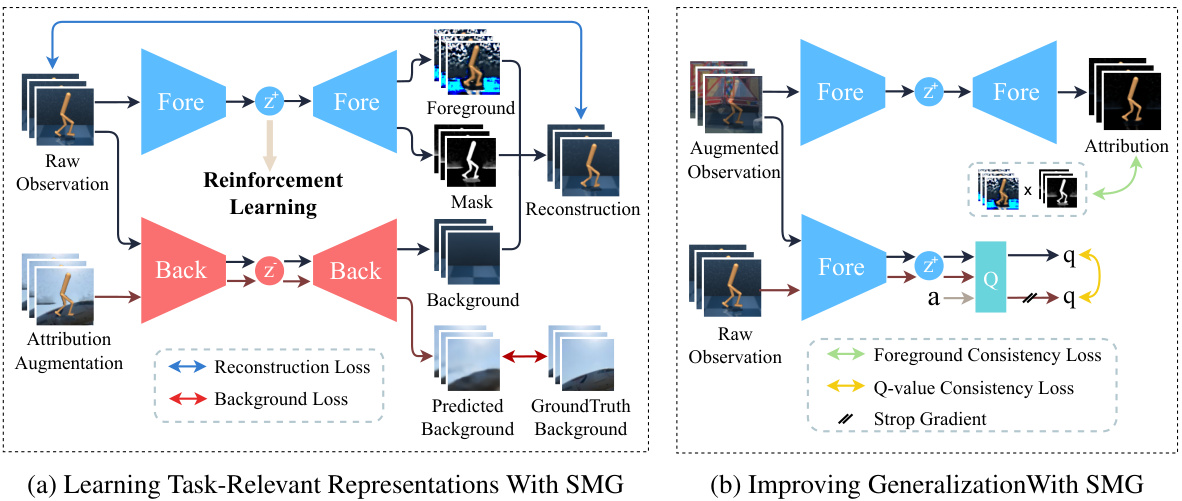 Raw
Observation
Fore
z+
Fore
Foreground
Mask
Reconstruction
Reinforcement
Learning
Back
z-
Back
Background
Attribution
Augmentation
Predicted
Background
GroundTruth
Background
Reconstruction Loss
Background Loss
(a) Learning Task-Relevant Representations With SMG
Augmented
Observation
Fore
z+
Fore
Attribution
x
Raw
Observation
Fore
z+
a
Q
q
q
Foreground Consistency Loss
Q-value Consistency Loss
Strop Gradient
(b) Improving GeneralizationWith SMG